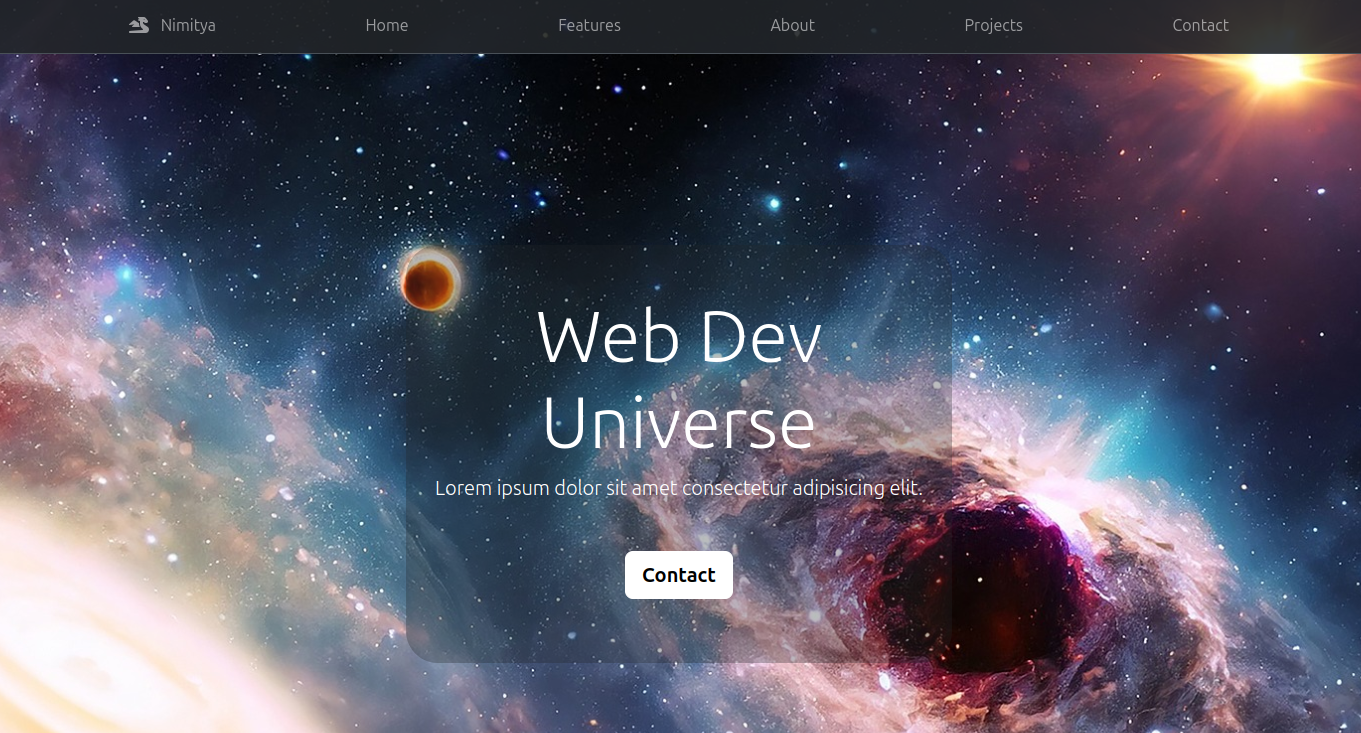 Nimitya Home Features About Projects Contact
Web Dev
Universe
Lorem ipsum dolor sit amet consectetur adipisicing elit.
Contact